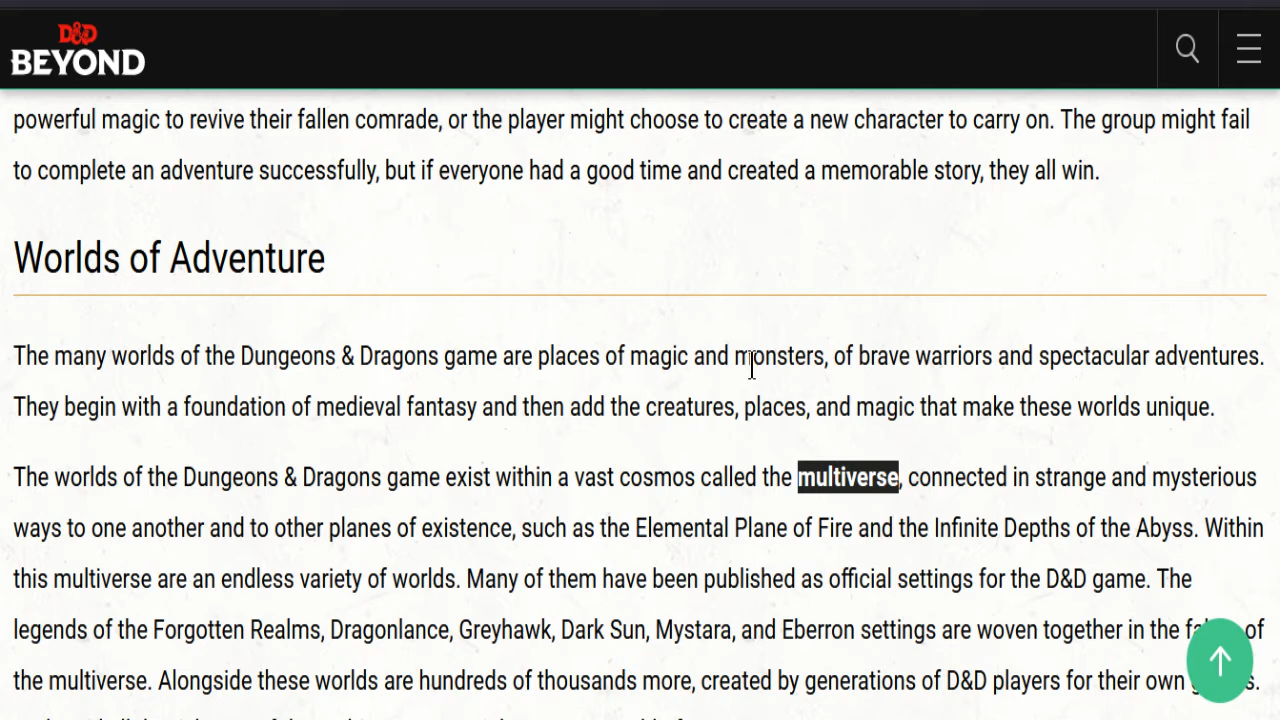 D&D
BEYOND
powerful magic to revive their fallen comrade, or the player might choose to create a new character to carry on. The group might fail
to complete an adventure successfully, but if everyone had a good time and created a memorable story, they all win.
Worlds of Adventure
The many worlds of the Dungeons & Dragons game are places of magic and monsters, of brave warriors and spectacular adventures.
They begin with a foundation of medieval fantasy and then add the creatures, places, and magic that make these worlds unique.
The worlds of the Dungeons & Dragons game exist within a vast cosmos called the multiverse, connected in strange and mysterious
ways to one another and to other planes of existence, such as the Elemental Plane of Fire and the Infinite Depths of the Abyss. Within
this multiverse are an endless variety of worlds. Many of them have been published as official settings for the D&D game. The
legends of the Forgotten Realms, Dragonlance, Greyhawk, Dark Sun, Mystara, and Eberron settings are woven together in the of
the multiverse. Alongside these worlds are hundreds of thousands more, created by generations of D&D players for their own